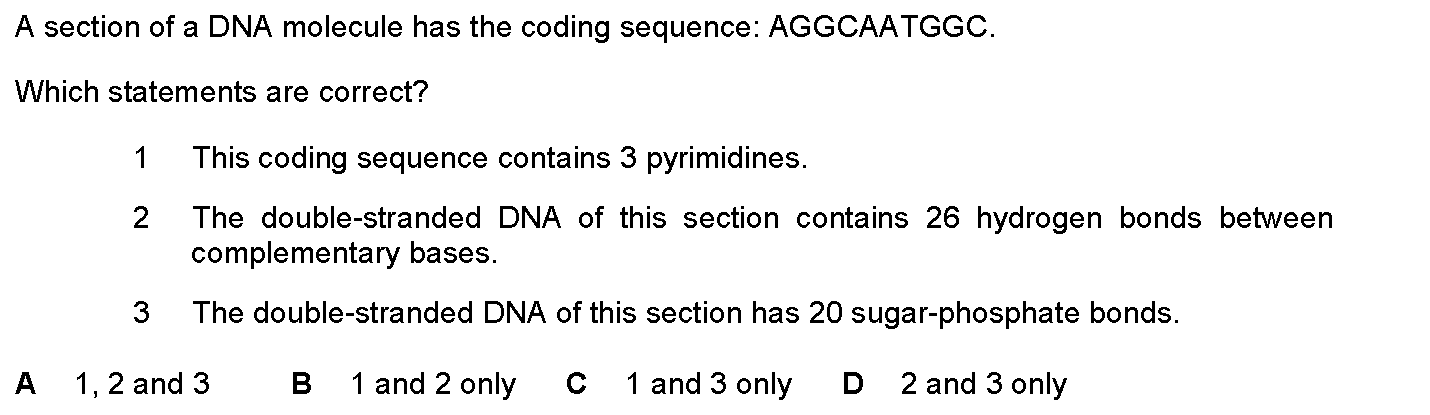 A section of a DNA molecule has the coding sequence: AGGCAATGGC.
Which statements are correct?
1 This coding sequence contains 3 pyrimidines.
2 The double-stranded DNA of this section contains 26 hydrogen bonds between
complementary bases.
3 The double-stranded DNA of this section has 20 sugar-phosphate bonds.
A 1, 2 and 3 B 1 and 2 only C 1 and 3 only D 2 and 3 only